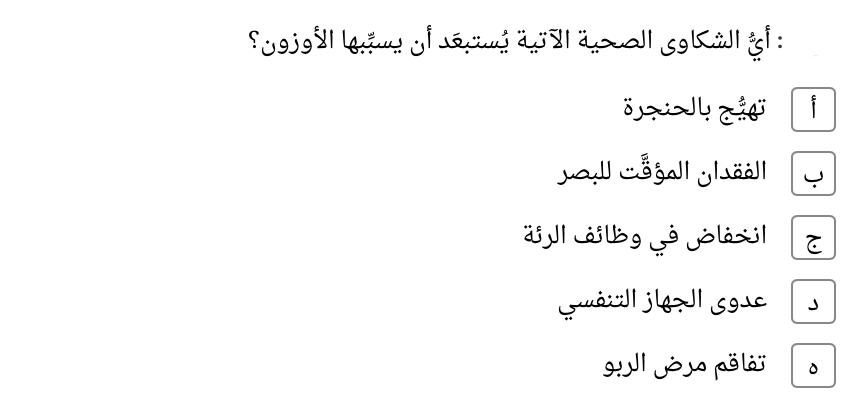 : أيُّ الشكاوى الصحية الآتية يُستبعَد أن يسبِّبها الأوزون؟
أ تهيُّج بالحنجرة
ب الفقدان المؤقَّت للبصر
ج انخفاض في وظائف الرئة
د عدوى الجهاز التنفسي
ه تفاقم مرض الربو